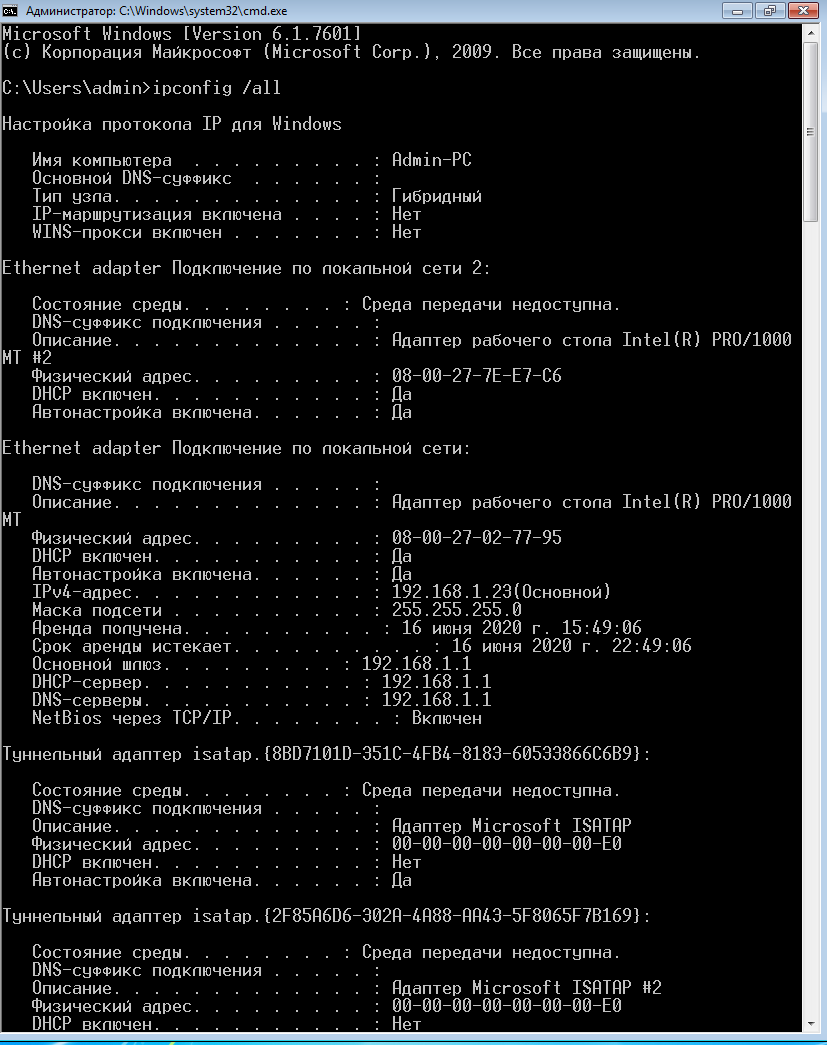 Администратор: C:\Windows\system32\cmd.exe
Microsoft Windows [Version 6.1.7601]
(c) Корпорация Майкрософт (Microsoft Corp.), 2009. Все права защищены.
C:\Users\admin>ipconfig /all
Настройка протокола IP для Windows
Имя компьютера . . . . . . . . . : Admin-PC
Основной DNS-суффикс . . . . . . :
Тип узла. . . . . . . . . . . . . : Гибридный
IP-маршрутизация включена . . . . : Нет
WINS-прокси включен . . . . . . . : Нет
Ethernet adapter Подключение по локальной сети 2:
Состояние среды. . . . . . . . : Среда передачи недоступна.
DNS-суффикс подключения . . . . . :
Описание. . . . . . . . . . . . . : Адаптер рабочего стола Intel(R) PRO/1000
MT #2
Физический адрес. . . . . . . . . : 08-00-27-7E-E7-C6
DHCP включен. . . . . . . . . . . : Да
Автонастройка включена. . . . . . : Да
Ethernet adapter Подключение по локальной сети:
DNS-суффикс подключения . . . . . :
Описание. . . . . . . . . . . . . : Адаптер рабочего стола Intel(R) PRO/1000
MT
Физический адрес. . . . . . . . . : 08-00-27-02-77-95
DHCP включен. . . . . . . . . . . : Да
Автонастройка включена. . . . . . : Да
IPv4-адрес. . . . . . . . . . . . : 192.168.1.23(Основной)
Маска подсети . . . . . . . . . . : 255.255.255.0
Аренда получена. . . . . . . . . . : 16 июня 2020 г. 15:49:06
Срок аренды истекает. . . . . . . . . . : 16 июня 2020 г. 22:49:06
Основной шлюз. . . . . . . . . : 192.168.1.1
DHCP-сервер. . . . . . . . . . . : 192.168.1.1
DNS-серверы. . . . . . . . . . . : 192.168.1.1
NetBios через TCP/IP. . . . . . . . : Включен
Туннельный адаптер isatap.{8BD7101D-351C-4FB4-8183-60533866C6B9}:
Состояние среды. . . . . . . . : Среда передачи недоступна.
DNS-суффикс подключения . . . . . :
Описание. . . . . . . . . . . . . : Адаптер Microsoft ISATAP
Физический адрес. . . . . . . . . : 00-00-00-00-00-00-00-E0
DHCP включен. . . . . . . . . . . : Нет
Автонастройка включена. . . . . . : Да
Туннельный адаптер isatap.{2F85A6D6-302A-4A88-AA43-5F8065F7B169}:
Состояние среды. . . . . . . . : Среда передачи недоступна.
DNS-суффикс подключения . . . . . :
Описание. . . . . . . . . . . . . : Адаптер Microsoft ISATAP #2
Физический адрес. . . . . . . . . : 00-00-00-00-00-00-00-E0
DHCP включен. . . . . . . . . . . : Нет